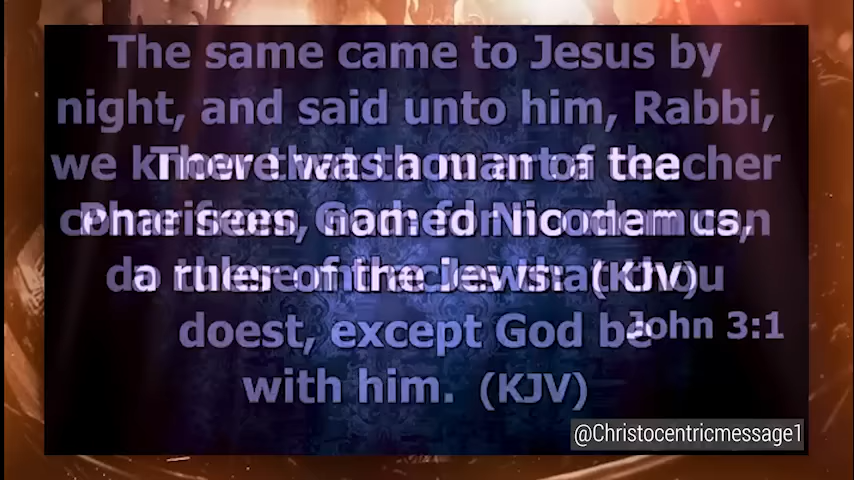 The same came to Jesus by
night, and said unto him, Rabbi,
we know that thou art a teacher
come from God: for no man can
do these miracles that thou
doest, except God be
with him. (KJV)
There was a man of the
Pharisees, named Nicodemus,
a ruler of the Jews: (KJV)
John 3:1
@Christocentricmessage1